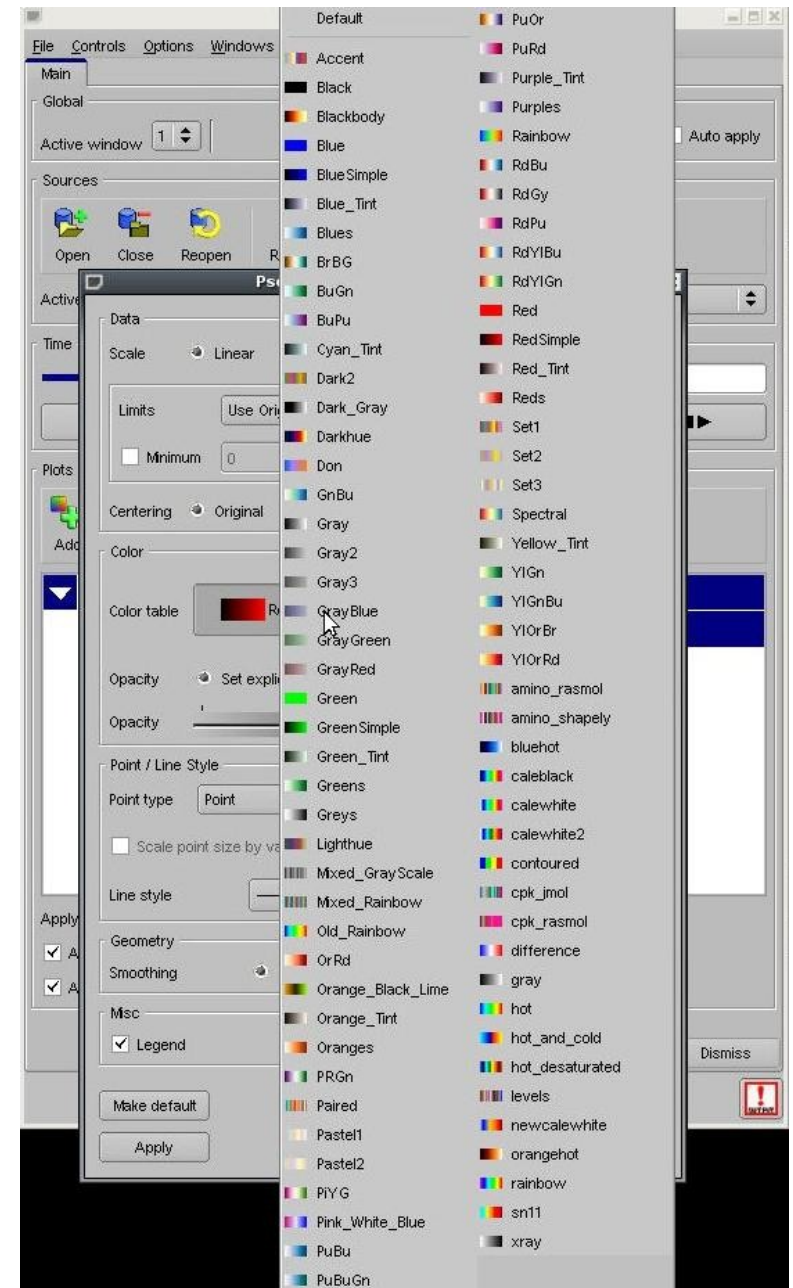 File Controls Options Windows
Main
Global
Active window 1
Auto apply
Sources
Open Close Reopen
Time
Plots
Dismiss
Data
Scale Linear
Limits
Minimum 0
Centering Original
Color
Color table
Opacity
Opacity
Point / Line Style
Point type Point
Scale point size by
Line style
Geometry
Smoothing
Misc
Legend
Make default
Apply
Default
Accent
Black
Blackbody
Blue
BlueSimple
Blue_Tint
Blues
BrBG
BuGn
BuPu
Cyan_Tint
Dark2
Dark_Gray
Darkhue
Don
GnBu
Gray
Gray2
Gray3
GrayBlue
GrayGreen
GrayRed
Green
GreenSimple
Green_Tint
Greens
Greys
Lighthue
Mixed_GrayScale
Mixed_Rainbow
Old_Rainbow
OrRd
Orange_Black_Lime
Orange_Tint
Oranges
PRGn
Paired
Pastel1
Pastel2
PiYG
Pink_White_Blue
PuBu
PuBuGn
PuOr
PuRd
Purple_Tint
Purples
Rainbow
RdBu
RdGy
RdPu
RdYlBu
RdYlGn
Red
RedSimple
Red_Tint
Reds
Set1
Set2
Set3
Spectral
Yellow_Tint
YlGn
YlGnBu
YlOrBr
YlOrRd
amino_rasmol
amino_shapely
bluehot
caleblack
calewhite
calewhite2
contoured
cpk_jmol
cpk_rasmol
difference
gray
hot
hot_and_cold
hot_desaturated
levels
newcalewhite
orangehot
rainbow
sn11
xray